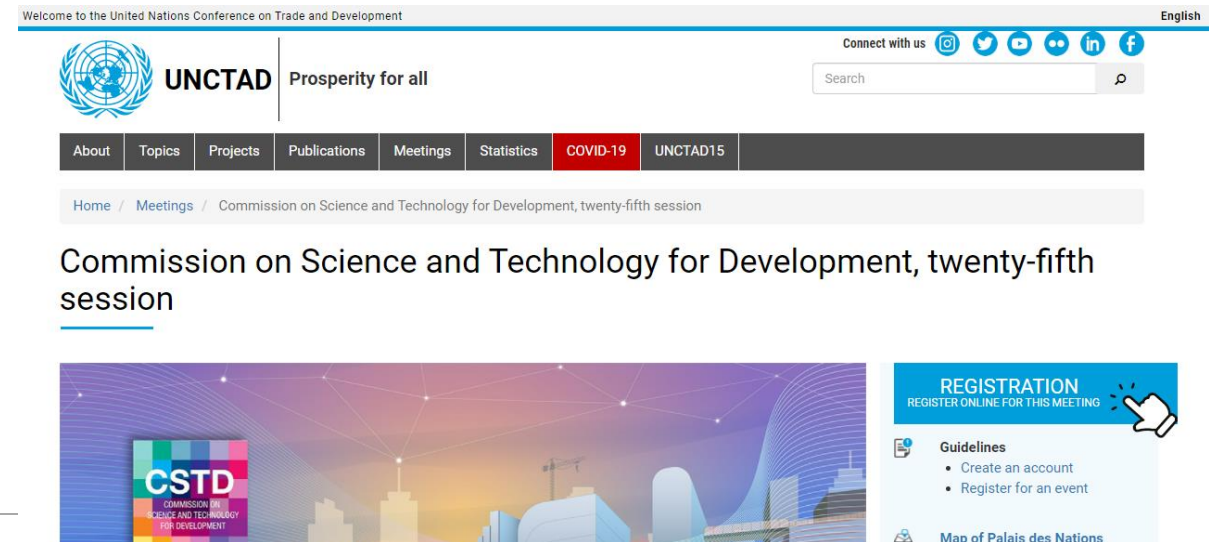 Welcome to the United Nations Conference on Trade and Development
English
Connect with us
UNCTAD
Prosperity for all
Search
About
Topics
Projects
Publications
Meetings
Statistics
COVID-19
UNCTAD15
Home / Meetings / Commission on Science and Technology for Development, twenty-fifth session
Commission on Science and Technology for Development, twenty-fifth
session
CSTD
COMMISSION ON
SCIENCE AND TECHNOLOGY
FOR DEVELOPMENT
REGISTRATION
REGISTER ONLINE FOR THIS MEETING
Guidelines
• Create an account
• Register for an event
Map of Palais des Nations